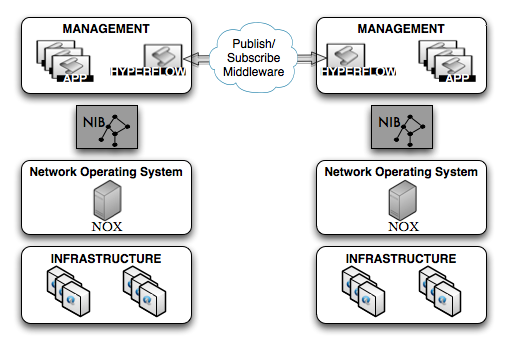 MANAGEMENT
APP
HYPERFLOW
Publish/
Subscribe
Middleware
MANAGEMENT
HYPERFLOW
APP
NIB
NIB
Network Operating System
NOX
Network Operating System
NOX
INFRASTRUCTURE
INFRASTRUCTURE